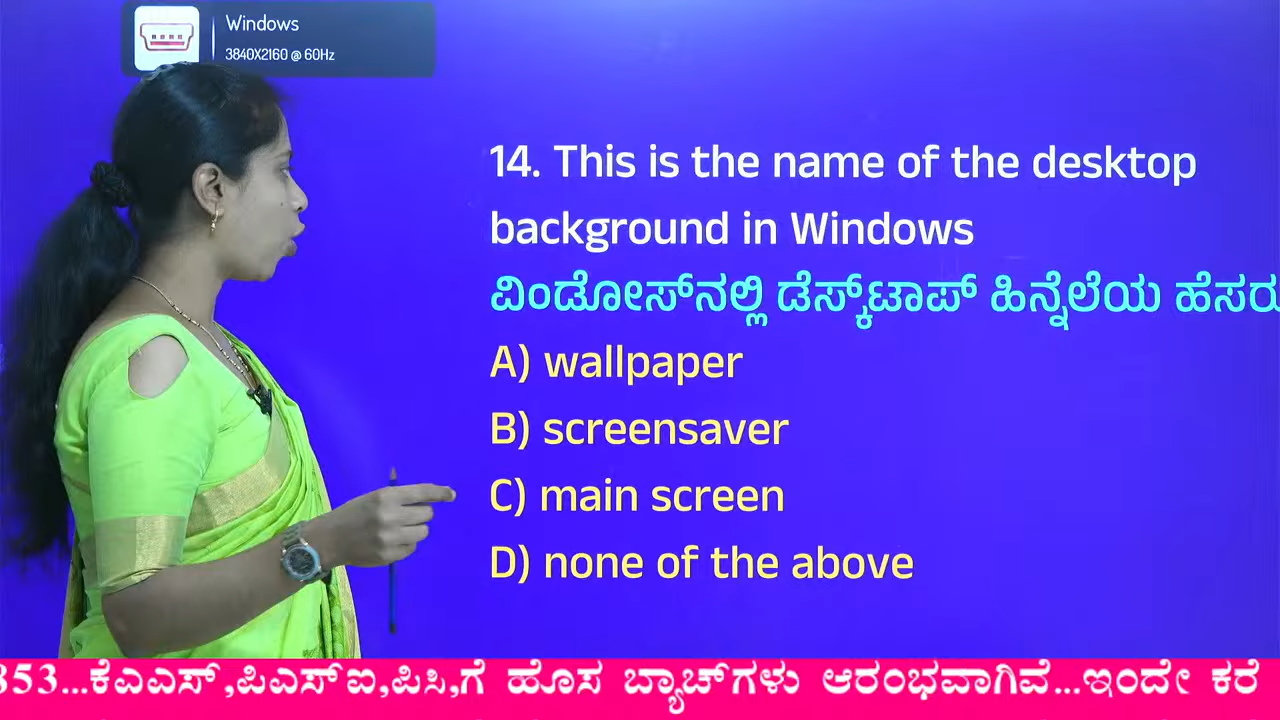 Windows
3840X2160 @ 60Hz
14. This is the name of the desktop
background in Windows
ವಿಂಡೋಸ್‌ನಲ್ಲಿ ಡೆಸ್ಕ್‌ಟಾಪ್ ಹಿನ್ನೆಲೆಯ ಹೆಸರು
A) wallpaper
B) screensaver
C) main screen
D) none of the above
853...ಕೆಎಎಸ್,ಪಿಎಸ್ಐ,ಪಿಸಿ,ಗೆ ಹೊಸ ಬ್ಯಾಚ್‌ಗಳು ಆರಂಭವಾಗಿವೆ...ಇಂದೇ ಕರೆ